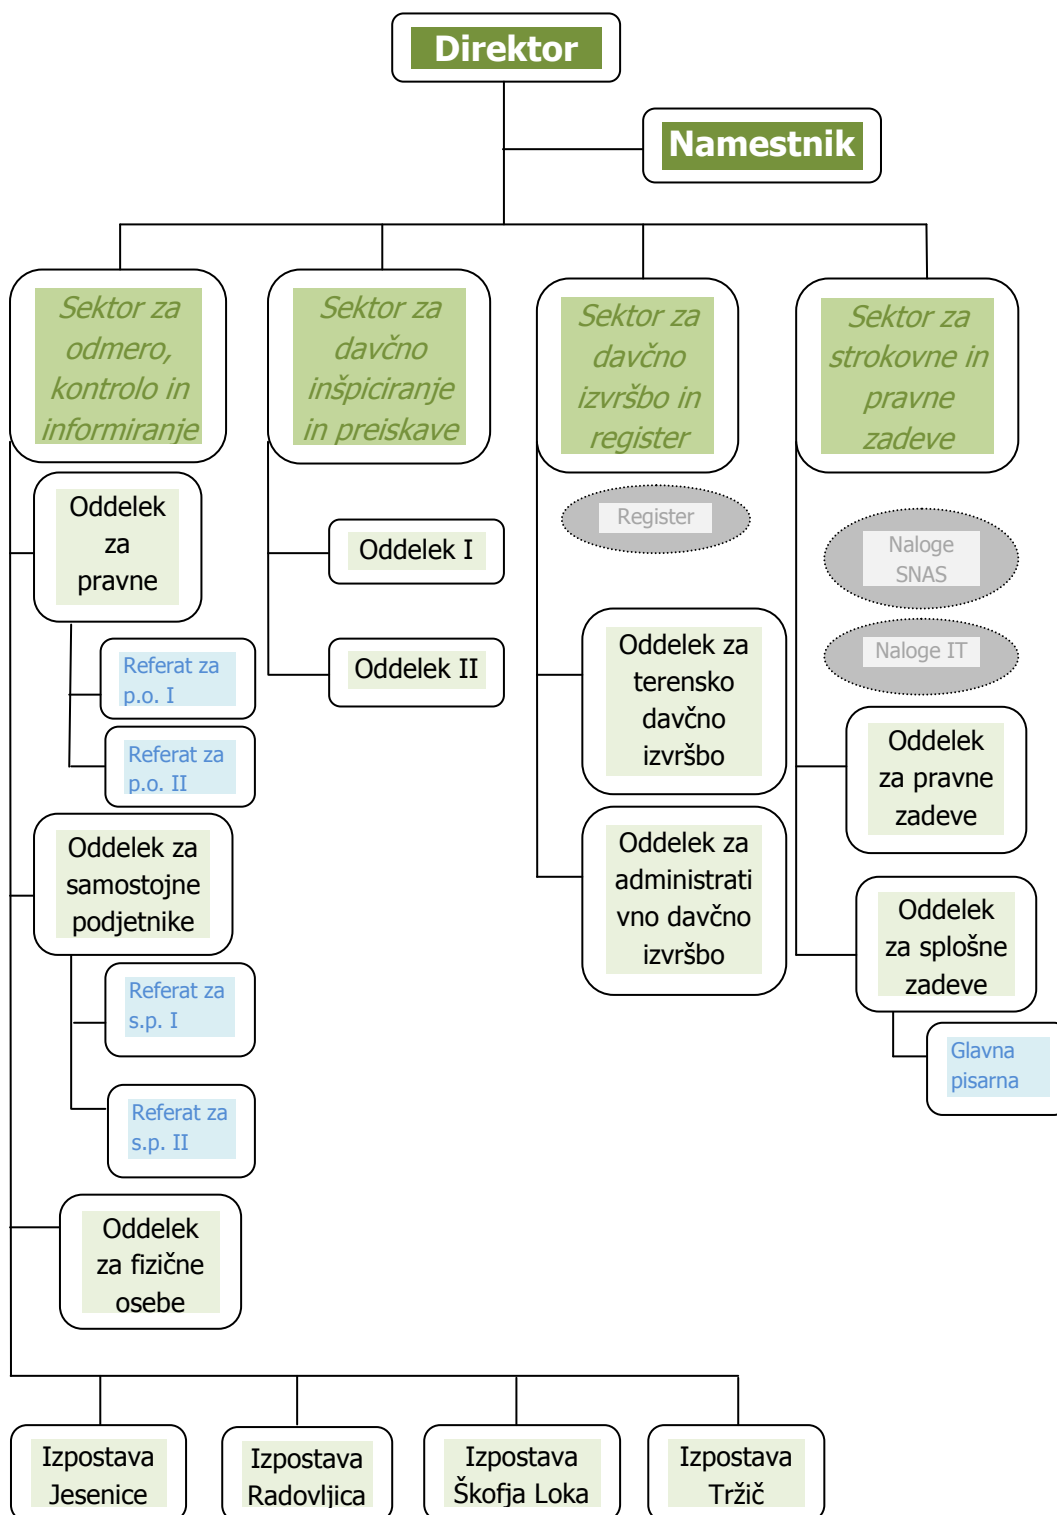 Direktor
Namestnik
Sektor za
odmero,
kontrolo in
informiranje
Sektor za
davčno
inšpiciranje
in preiskave
Sektor za
davčno
izvršbo in
register
Sektor za
strokovne in
pravne
zadeve
Oddelek
za
pravne
Referat za
p.o. I
Referat za
p.o. II
Oddelek za
samostojne
podjetnike
Referat za
s.p. I
Referat za
s.p. II
Oddelek
za fizične
osebe
Oddelek I
Oddelek II
Register
Oddelek za
terensko
davčno
izvršbo
Oddelek za
administrati
vno davčno
izvršbo
Naloge
SNAS
Naloge IT
Oddelek
za pravne
zadeve
Oddelek
za splošne
zadeve
Glavna
pisarna
Izpostava
Jesenice
Izpostava
Radovljica
Izpostava
Škofja Loka
Izpostava
Tržič